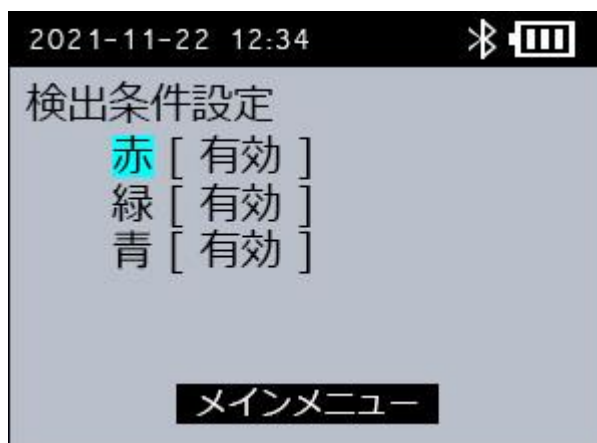 2021-11-22 12:34
検出条件設定
赤 [ 有効 ]
緑 [ 有効 ]
青 [ 有効 ]
メインメニュー